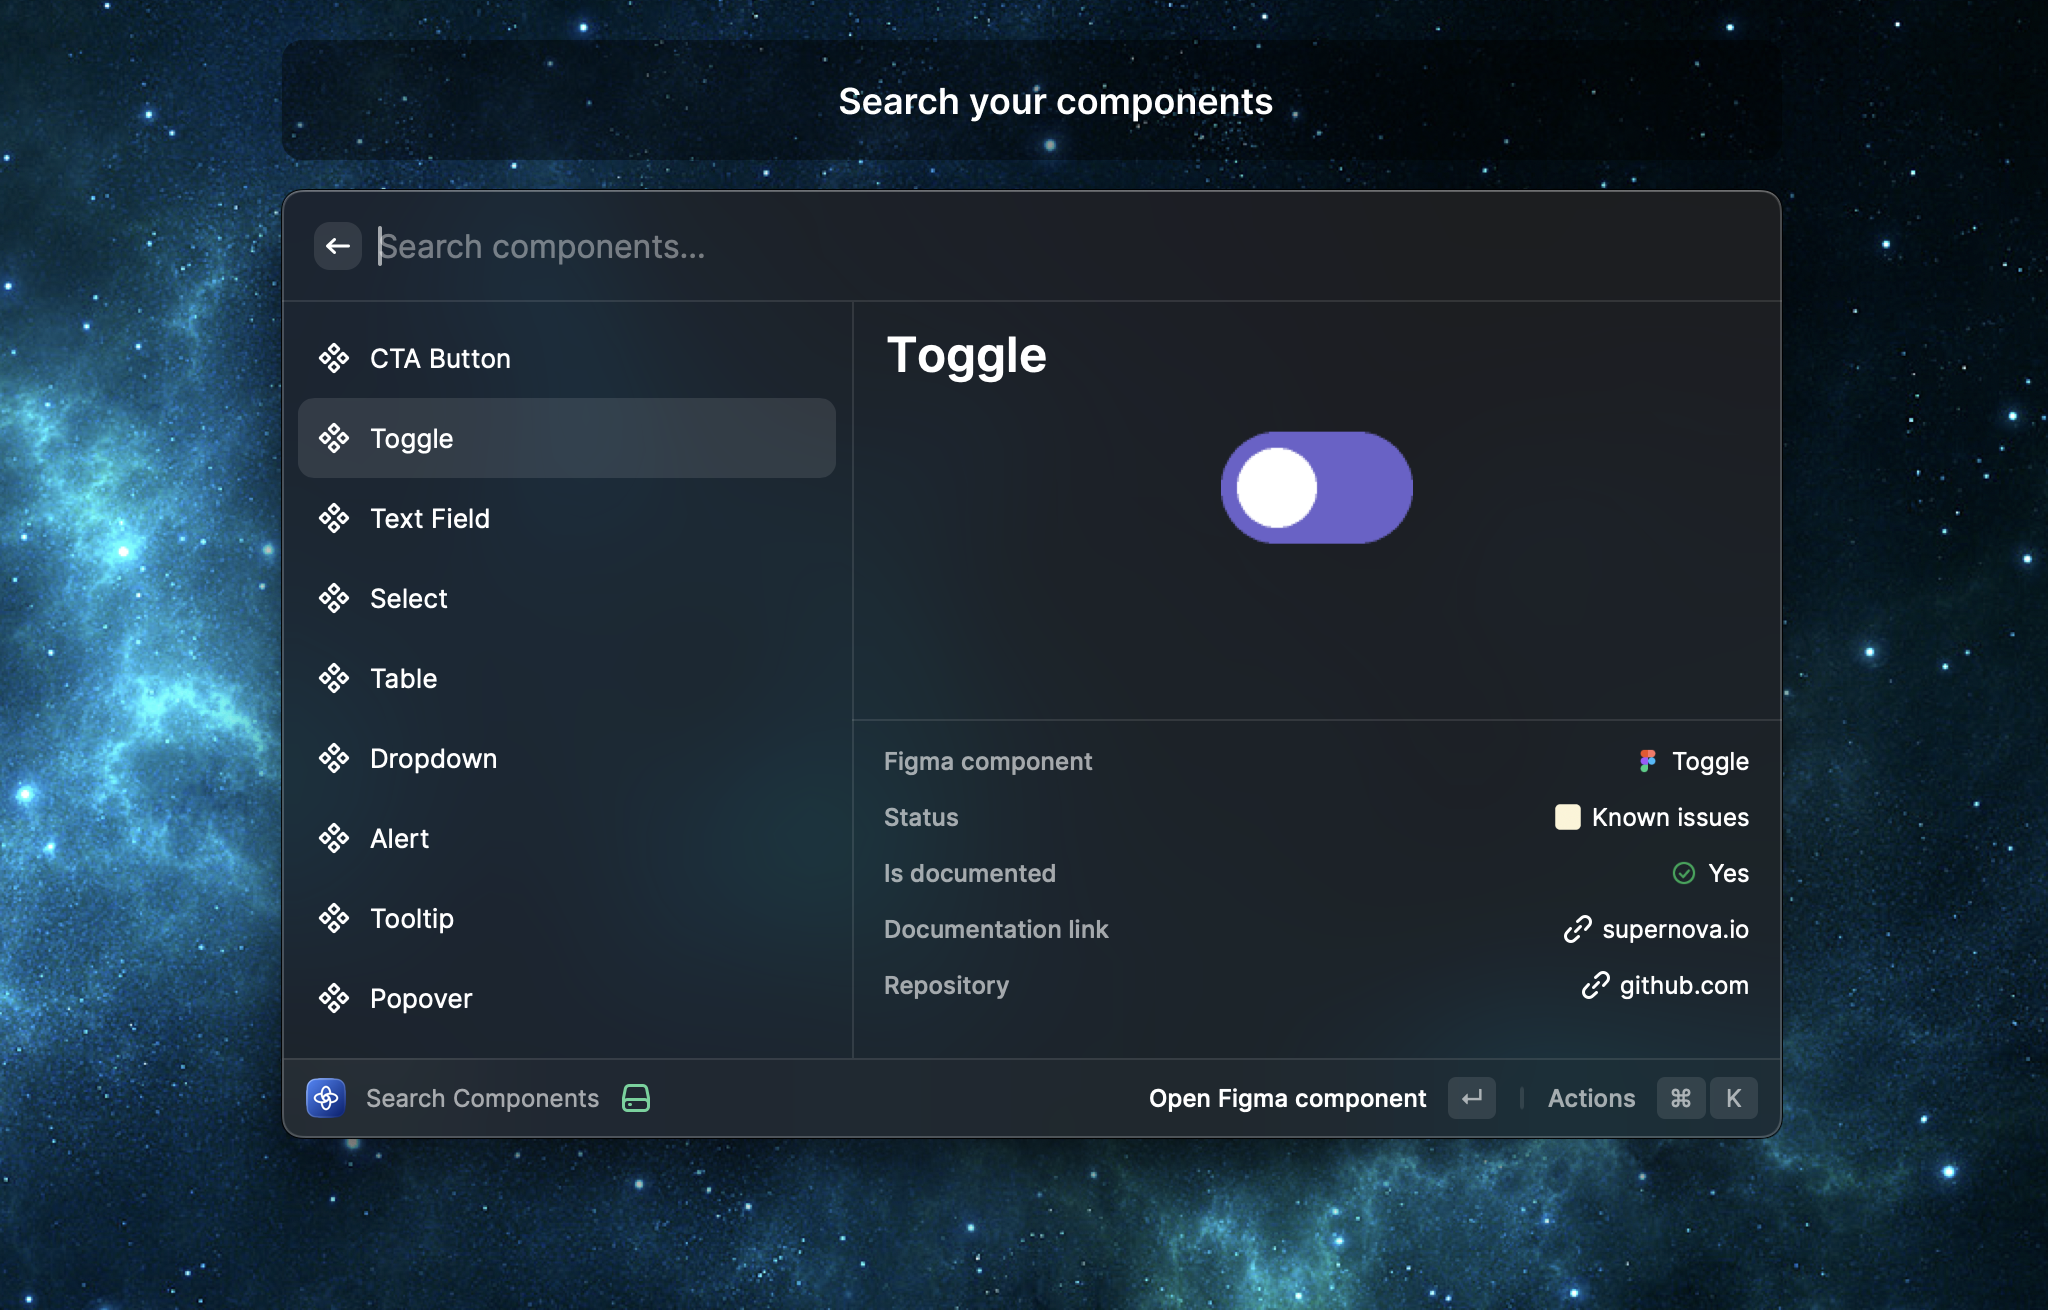 Search your components
Search components...
CTA Button
Toggle
Text Field
Select
Table
Dropdown
Alert
Tooltip
Popover
Toggle
Figma component Toggle
Status Known issues
Is documented Yes
Documentation link supernova.io
Repository github.com
Search Components Open Figma component ↵ Actions ⌘ K